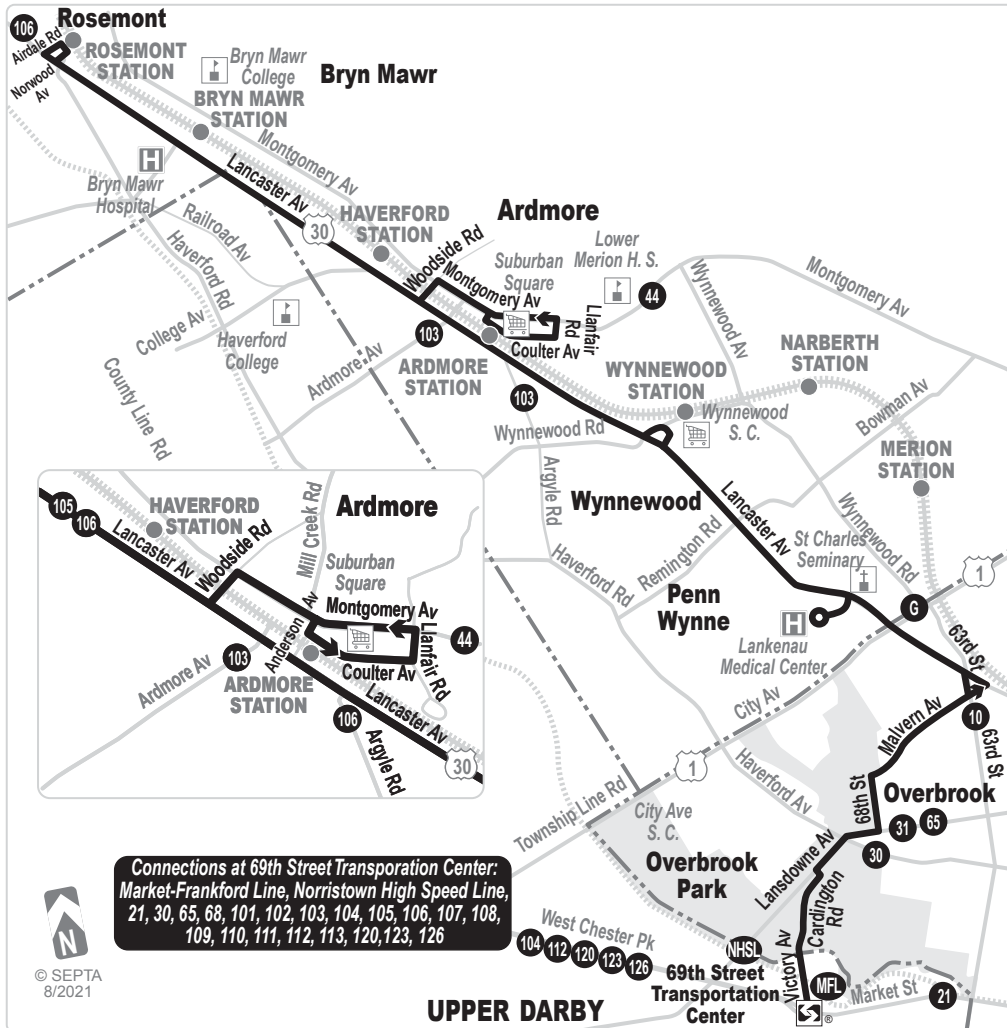 106
Rosemont
Airdale Rd
ROSEMONT
STATION
Norwood
Av
Bryn Mawr
College
Bryn Mawr
BRYN MAWR
STATION
Montgomery Av
H
Bryn Mawr
Hospital
Lancaster Av
30
Railroad Av
Haverford Rd
HAVERFORD
STATION
Woodside Rd
Ardmore
Suburban
Square
Montgomery Av
Lower
Merion H. S.
44
Llanfair
Rd
Wynnewood Av
Montgomery Av
College Av
Haverford
College
103
Ardmore Av
ARDMORE
STATION
Coulter Av
103
WYNNEWOOD
STATION
NARBERTH
STATION
Wynnewood
S. C.
Bowman Av
County Line Rd
Wynnewood Rd
Argyle Rd
MERION
STATION
Wynnewood
Lancaster Av
Wynnewood Rd
St Charles
Seminary
1
Haverford Rd
Remington Rd
Penn
Wynne
H
Lankenau
Medical Center
G
63rd St
City Av
Malvern Av
10
63rd St
105
106
HAVERFORD
STATION
Lancaster Av
Woodside Rd
Mill Creek Rd
Ardmore
Suburban
Square
Anderson
Av
Montgomery Av
Llanfair Rd
44
103
Ardmore Av
ARDMORE
STATION
Coulter Av
Lancaster Av
106
Argyle Rd
30
1
Haverford Av
68th St
Overbrook
31
65
30
Township Line Rd
City Ave
S. C.
Overbrook
Park
Lansdowne Av
Cardington
Rd
Connections at 69th Street Transporation Center:
Market-Frankford Line, Norristown High Speed Line,
21, 30, 65, 68, 101, 102, 103, 104, 105, 106, 107, 108,
109, 110, 111, 112, 113, 120,123, 126
N
© SEPTA
8/2021
West Chester Pk
104
112
120
123
126
NHSL
69th Street
Transportation
Center
Victory Av
MFL
Market St
21
®
UPPER DARBY